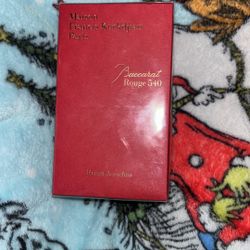 Maison
Francis Kurkdjian
Paris
Baccarat
Rouge 540